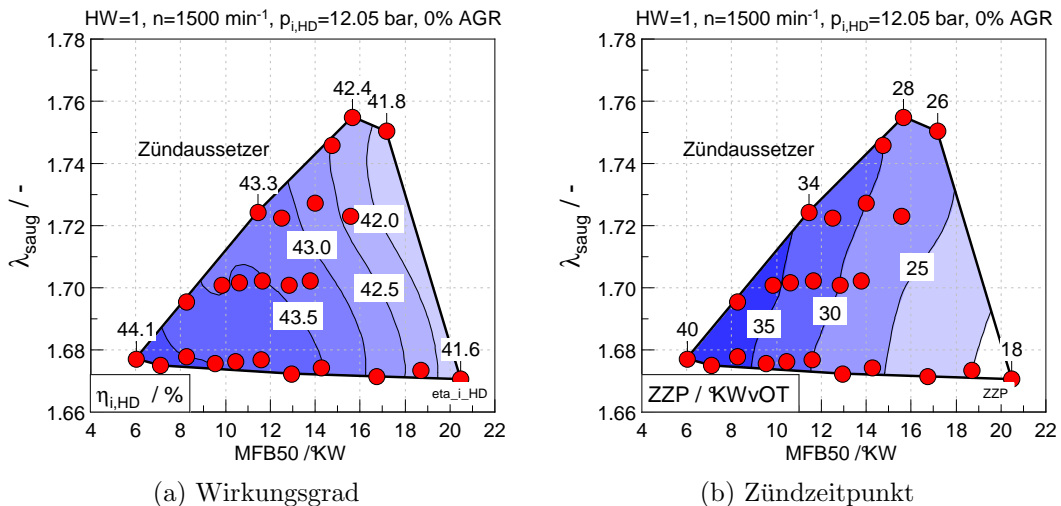 HW=1, n=1500 min⁻¹, pᵢ,HD=12.05 bar, 0% AGR
1.78
1.76
1.74
1.72
1.70
1.68
1.66
λsaug / -
42.4
41.8
Zündaussetzer
43.3
42.0
43.0
42.5
43.5
44.1
41.6
ηi,HD / %
eta_i_HD
4 6 8 10 12 14 16 18 20 22
MFB50 /°KW
(a) Wirkungsgrad
HW=1, n=1500 min⁻¹, pᵢ,HD=12.05 bar, 0% AGR
1.78
1.76
1.74
1.72
1.70
1.68
1.66
λsaug / -
28
26
Zündaussetzer
34
25
30
35
40
18
ZZP / °KWvOT
ZZP
4 6 8 10 12 14 16 18 20 22
MFB50 /°KW
(b) Zündzeitpunkt